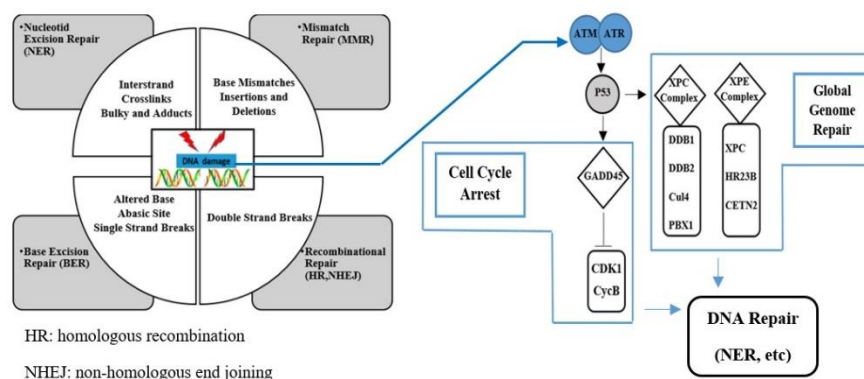 •Nucleotid
Excision Repair
(NER)
•Mismatch
Repair (MMR)
Interstrand
Crosslinks
Bulky and Adducts
Base Mismatches
Insertions and
Deletions
DNA damage
Altered Base
Abasic Site
Single Strand Breaks
Double Strand Breaks
•Base Excision
Repair (BER)
•Recombinational
Repair
(HR,NHEJ)
HR: homologous recombination
NHEJ: non-homologous end joining
ATM
ATR
P53
XPC
Complex
XPE
Complex
Global
Genome
Repair
DDB1
DDB2
Cul4
PBX1
XPC
HR23B
CETN2
Cell Cycle
Arrest
GADD45
CDK1
CycB
DNA Repair
(NER, etc)